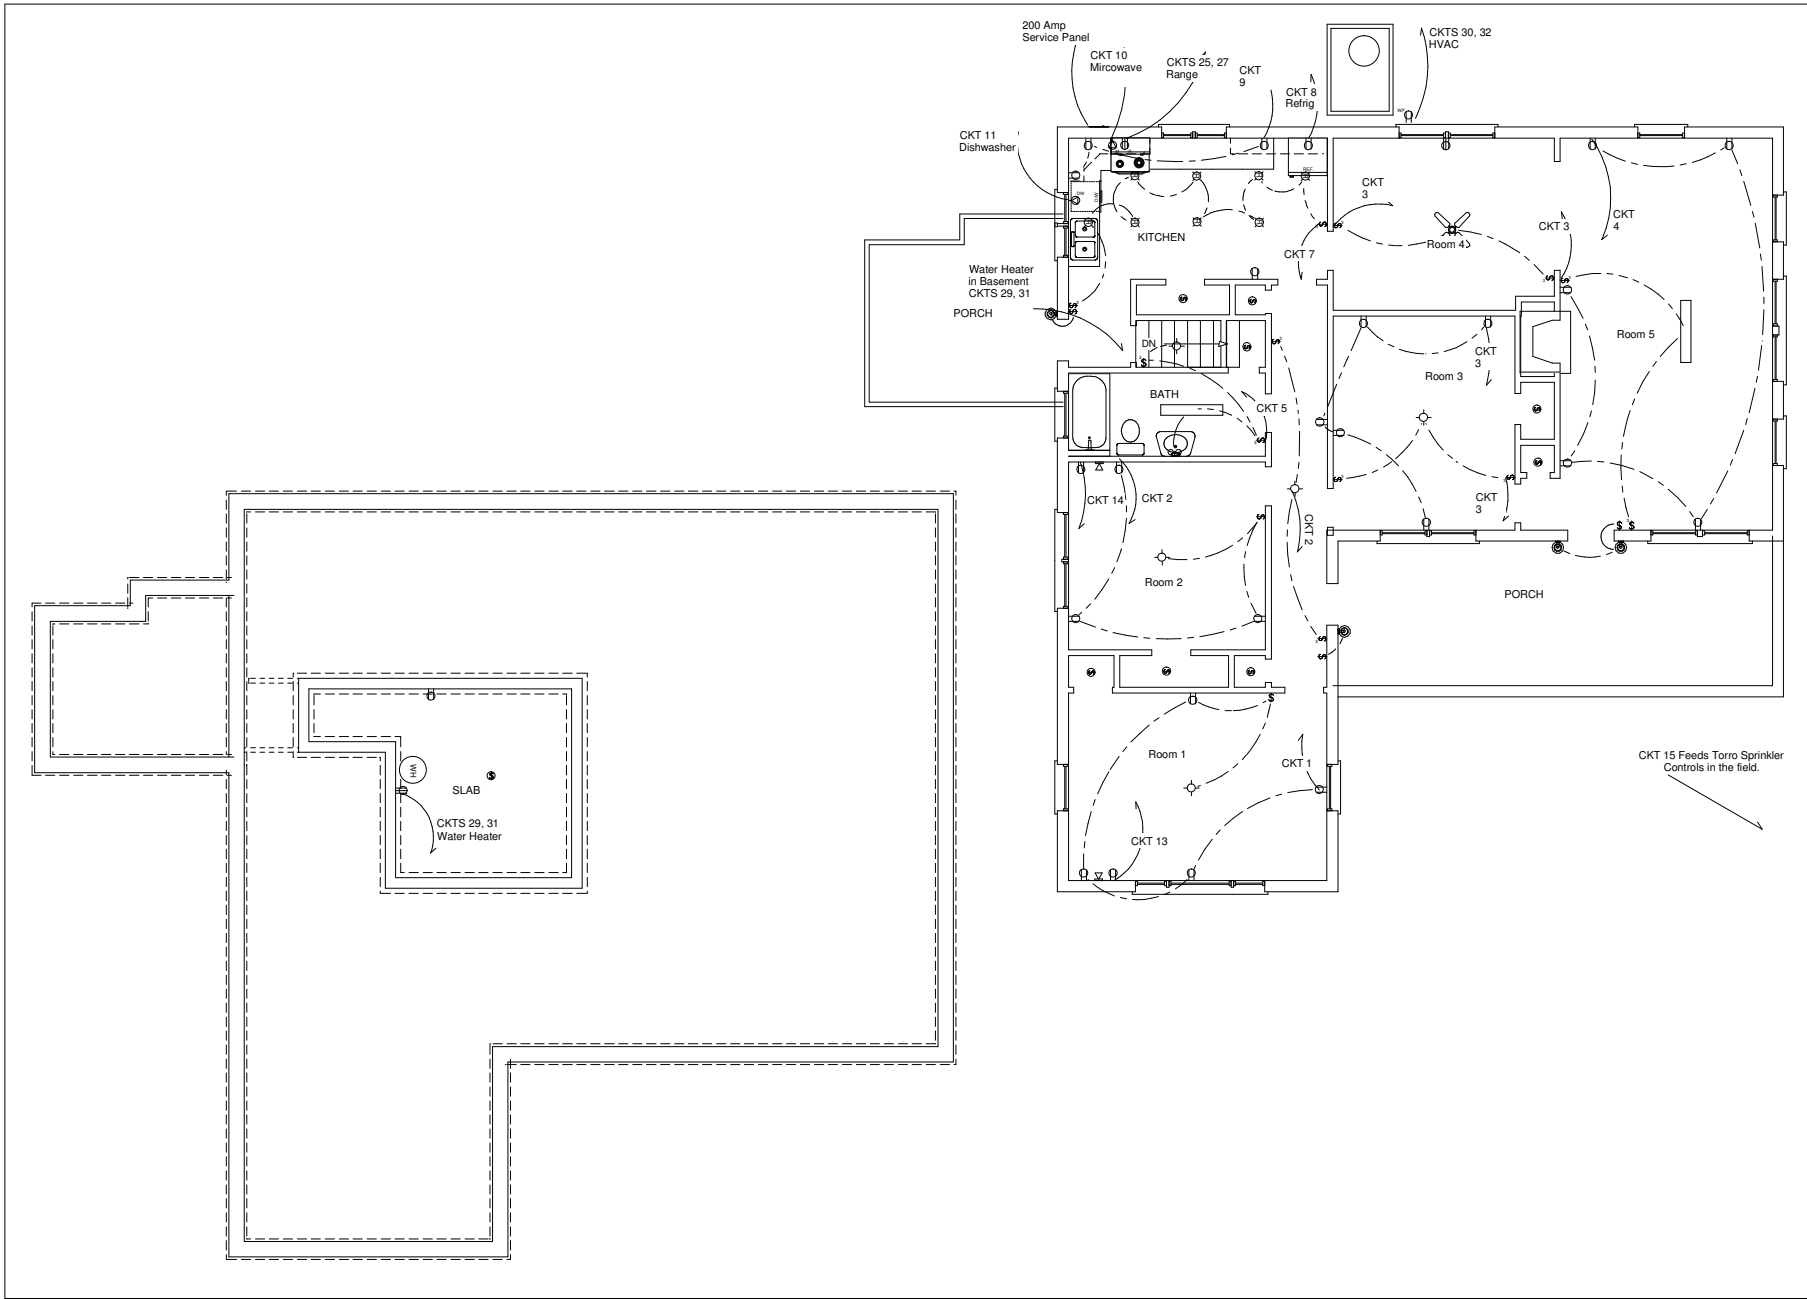 200 Amp
Service Panel
CKT 10
Mircowave
CKTS 25, 27
Range
CKT
9
CKT 8
Refrig
CKTS 30, 32
HVAC
WP
CKT 11
Dishwasher
REF.
DW
D/W
CKT
3
CKT 3
CKT
4
KITCHEN
Room 4
CKT 7
Water Heater
in Basement
CKTS 29, 31
PORCH
DN
Room 5
CKT
3
Room 3
BATH
CKT 5
CKT 14
CKT 2
CKT
3
CKT 2
Room 2
PORCH
Room 1
CKT 1
CKT 15 Feeds Torro Sprinkler
Controls in the field.
WH
SLAB
CKTS 29, 31
Water Heater
CKT 13